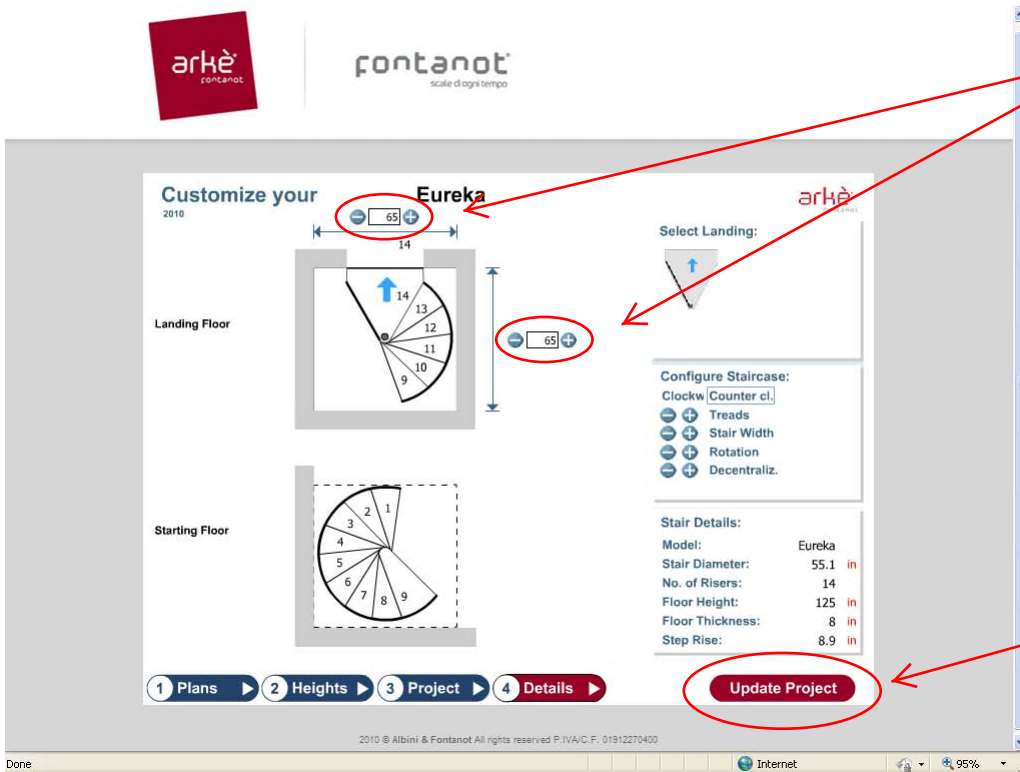 arkè
fontanot
fontanot
scale di ogni tempo
Customize your Eureka
2010
65
14
arkè
Select Landing:
14
13
12
11
10
9
Landing Floor
65
Configure Staircase:
Clockw Counter cl.
Treads
Stair Width
Rotation
Decentraliz.
Starting Floor
1
2
3
4
5
6
7
8
9
Stair Details:
Model: Eureka
Stair Diameter: 55.1 in
No. of Risers: 14
Floor Height: 125 in
Floor Thickness: 8 in
Step Rise: 8.9 in
1 Plans 2 Heights 3 Project 4 Details Update Project
2010 © Albini & Fontanot All rights reserved P.IVA/C.F. 01912270400
Done Internet 95%